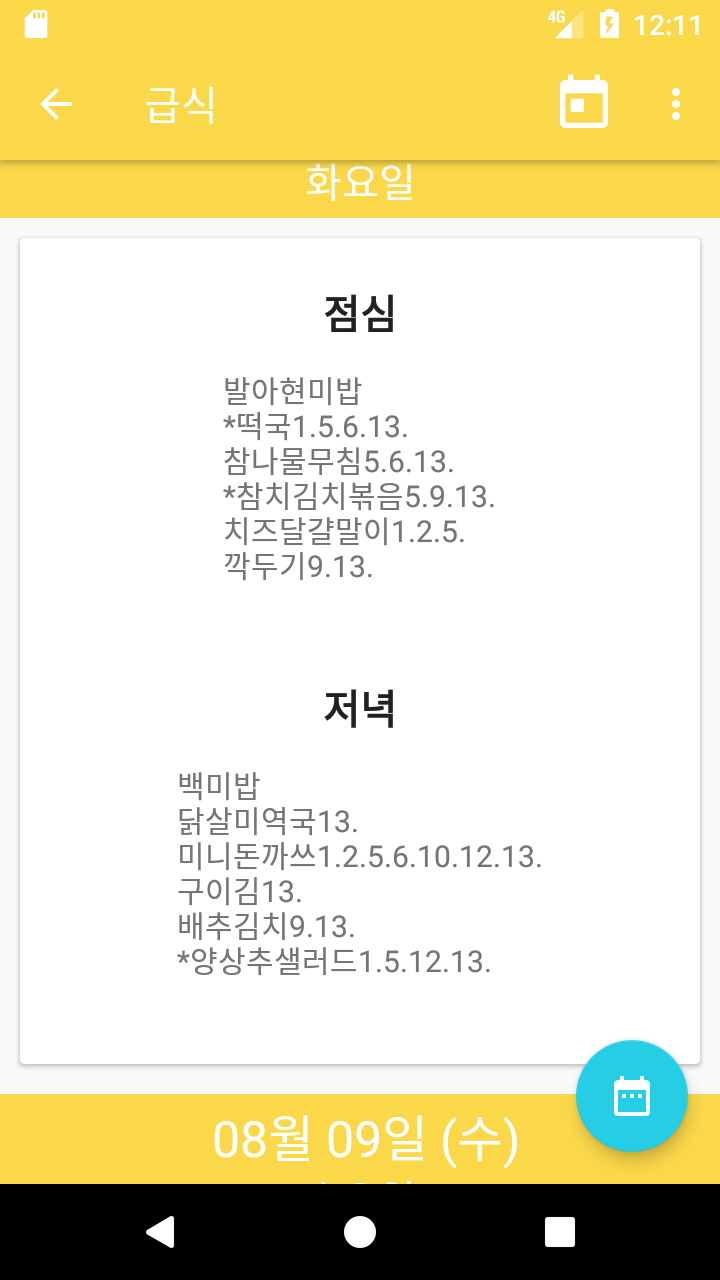 4G 12:11
급식
화요일
점심
발아현미밥
*떡국1.5.6.13.
참나물무침5.6.13.
*참치김치볶음5.9.13.
치즈달걀말이1.2.5.
깍두기9.13.
저녁
백미밥
닭살미역국13.
미니돈까쓰1.2.5.6.10.12.13.
구이김13.
배추김치9.13.
*양상추샐러드1.5.12.13.
08월 09일 (수)